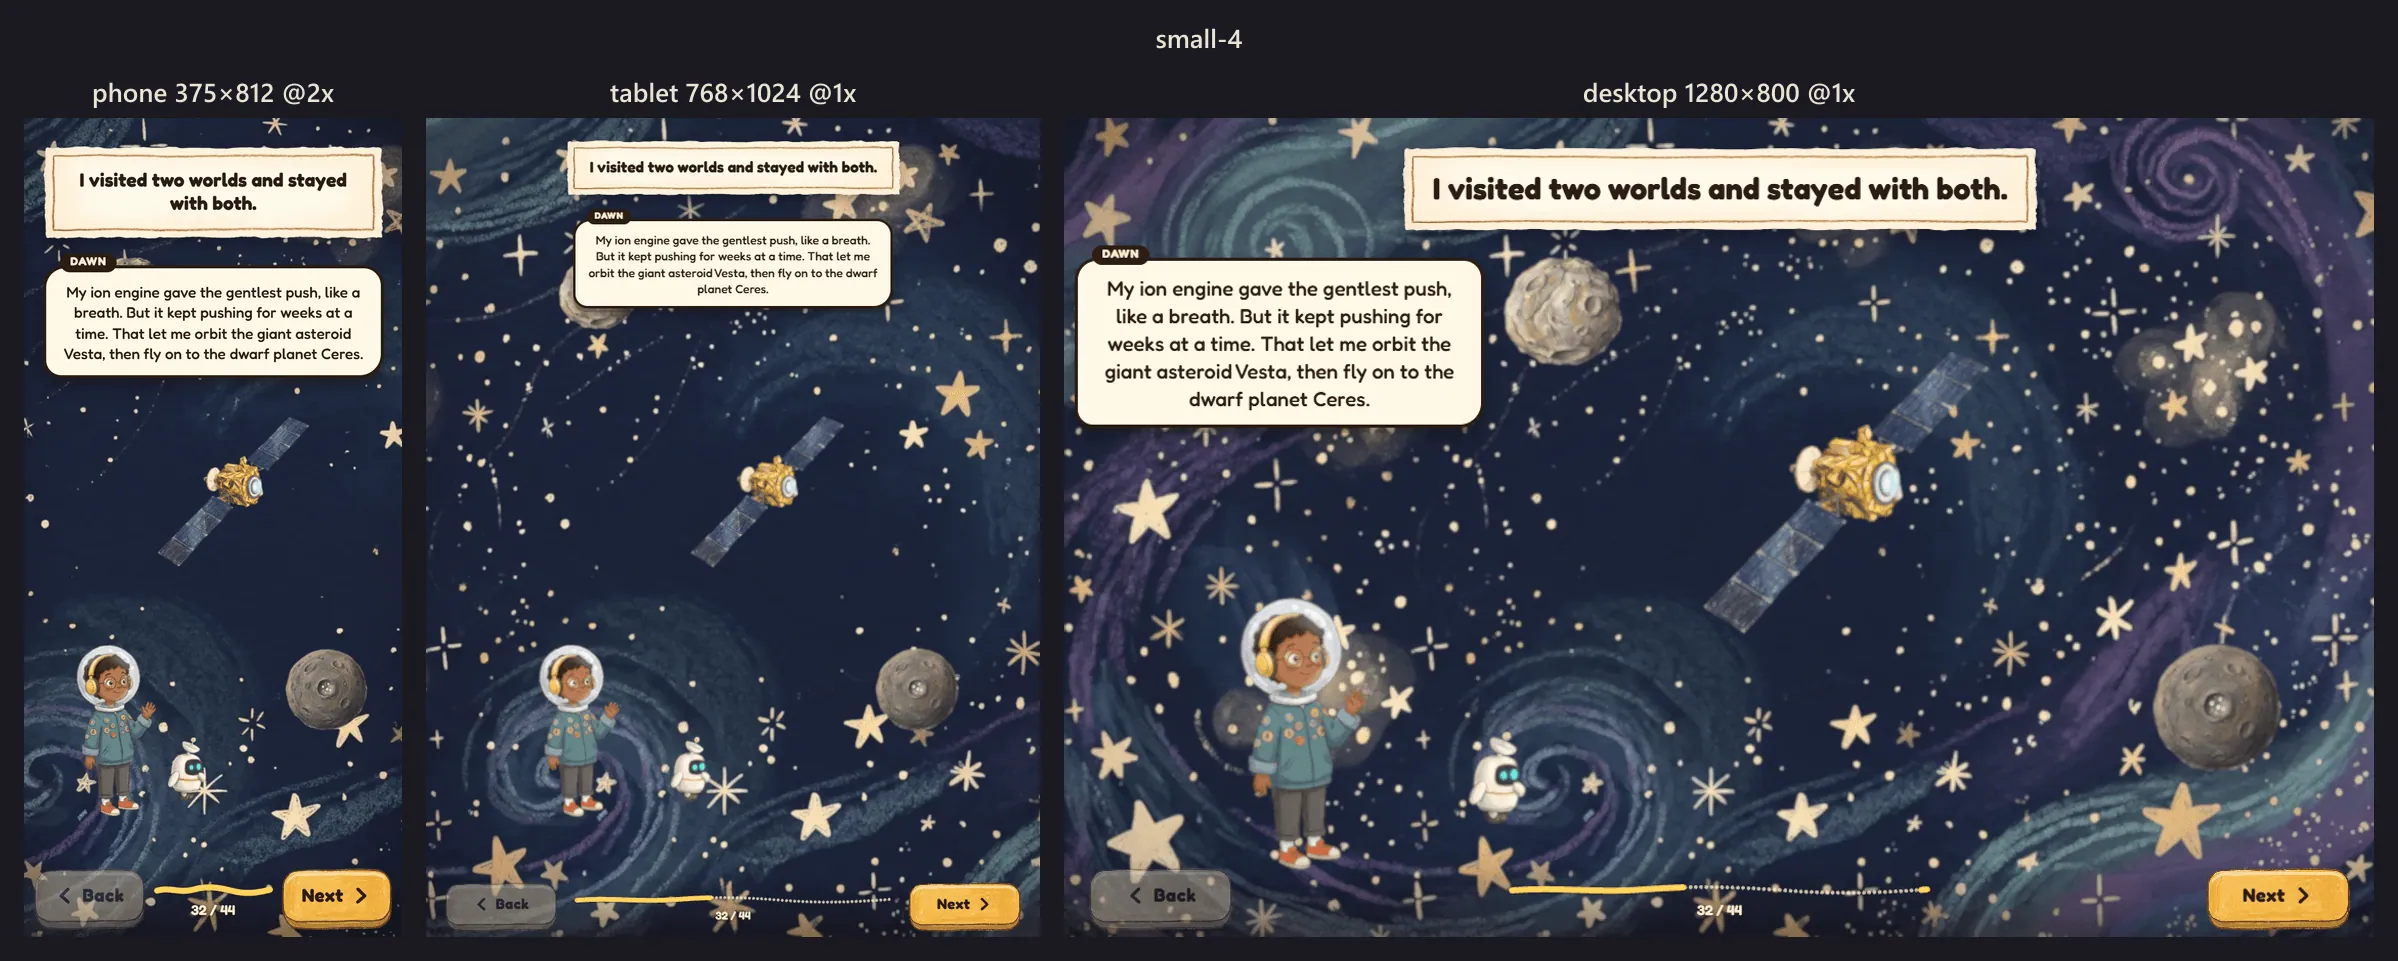 small-4
phone 375×812 @2x
I visited two worlds and stayed
with both.
DAWN
My ion engine gave the gentlest push, like a
breath. But it kept pushing for weeks at a
time. That let me orbit the giant asteroid
Vesta, then fly on to the dwarf planet Ceres.
Back
32 / 44
Next
tablet 768×1024 @1x
I visited two worlds and stayed with both.
DAWN
My ion engine gave the gentlest push, like a breath.
But it kept pushing for weeks at a time. That let me
orbit the giant asteroid Vesta, then fly on to the dwarf
planet Ceres.
Back
32 / 44
Next
desktop 1280×800 @1x
I visited two worlds and stayed with both.
DAWN
My ion engine gave the gentlest push,
like a breath. But it kept pushing for
weeks at a time. That let me orbit the
giant asteroid Vesta, then fly on to the
dwarf planet Ceres.
Back
32 / 44
Next